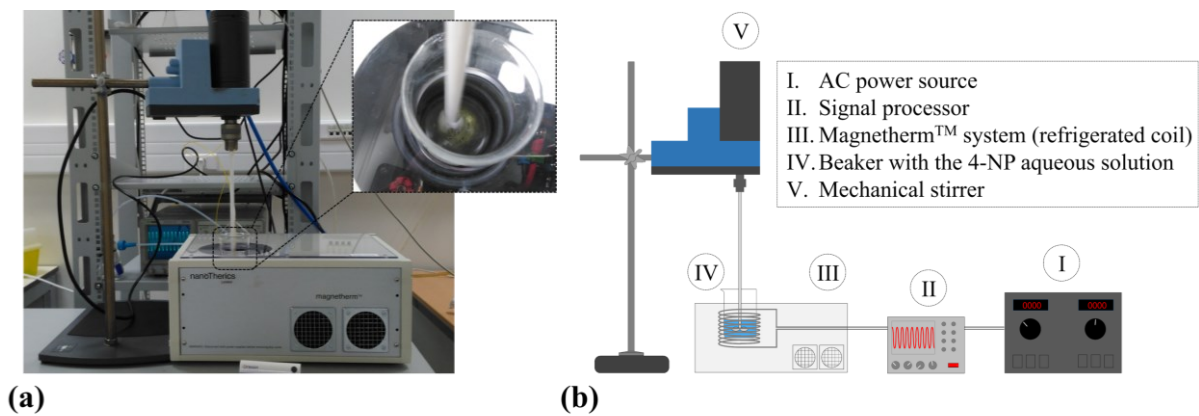 nanoTherics
magnetherm™
V
I. AC power source
II. Signal processor
III. Magnetherm™ system (refrigerated coil)
IV. Beaker with the 4-NP aqueous solution
V. Mechanical stirrer
IV
III
II
I
0000 0000
(a)
(b)